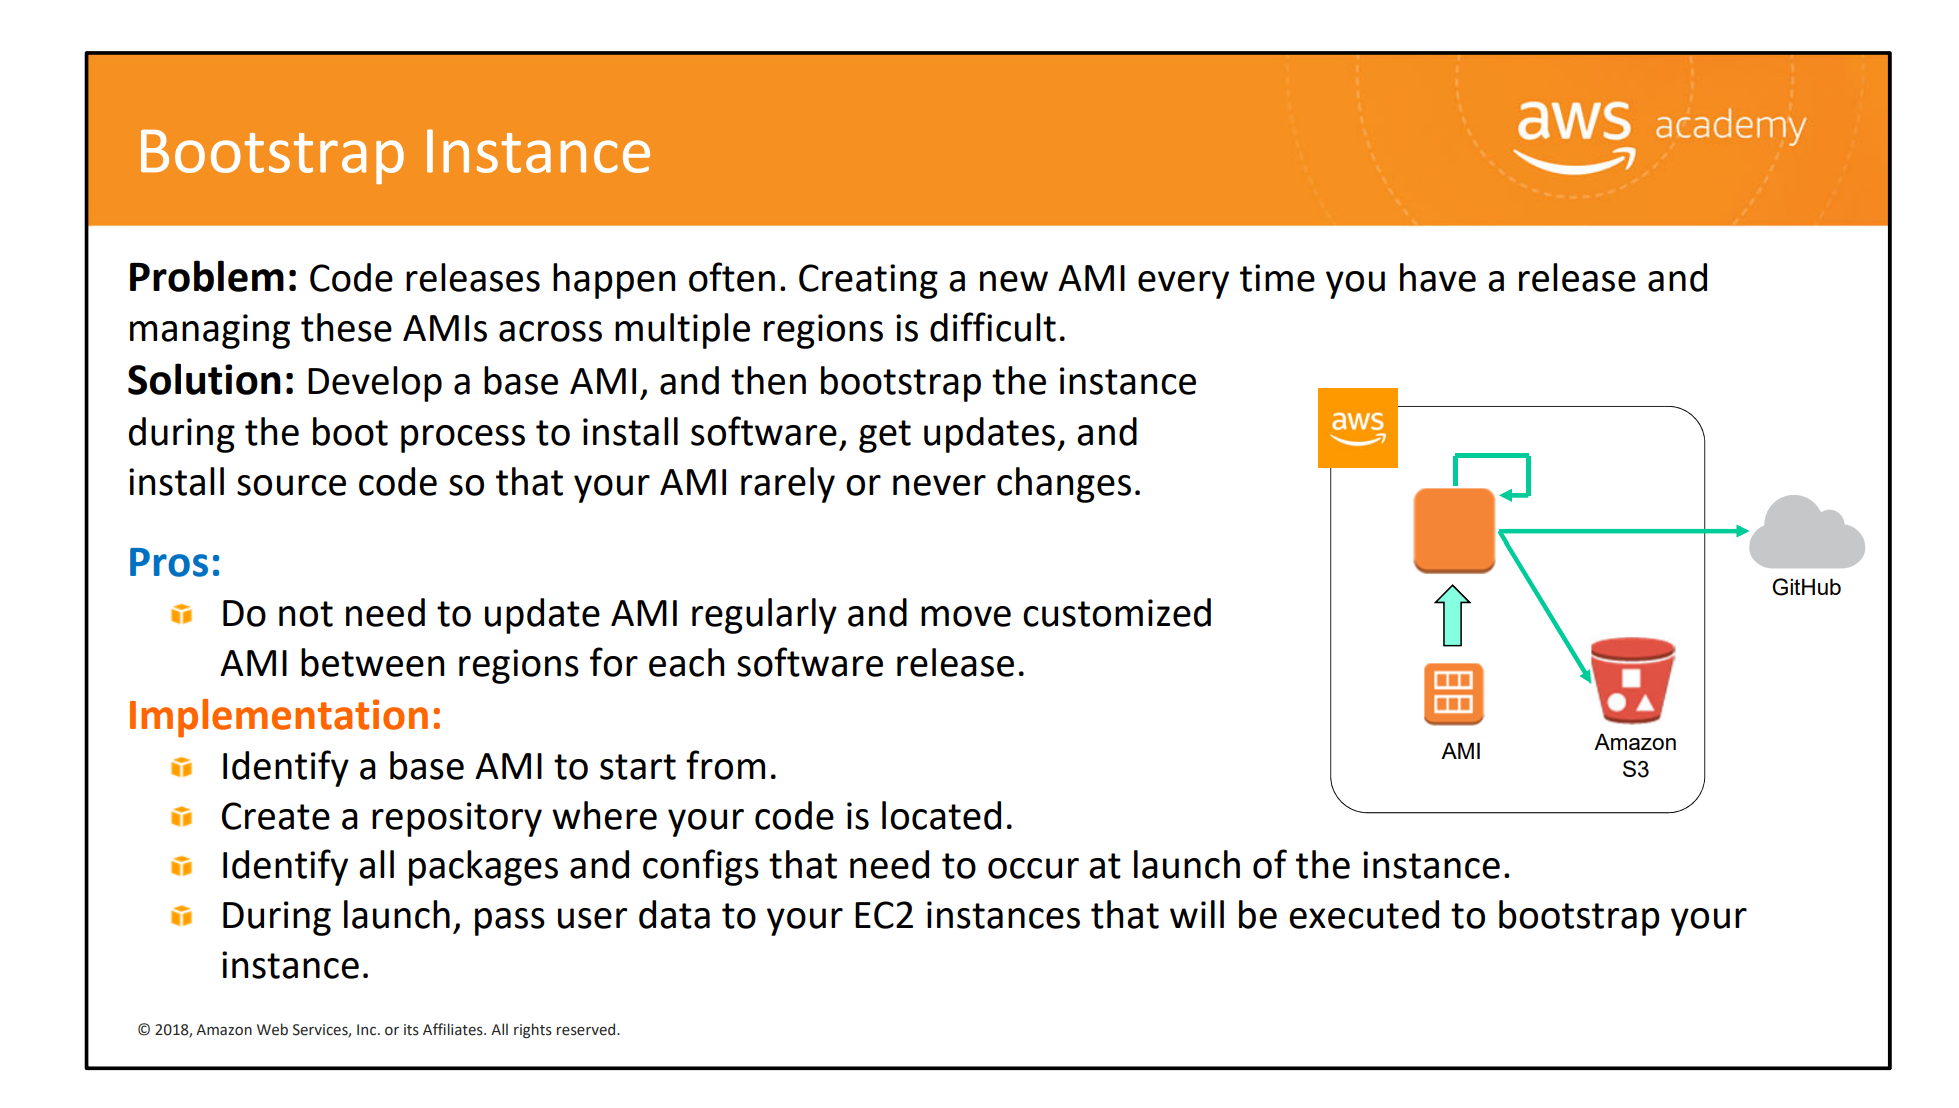 Bootstrap Instance
aws academy
Problem: Code releases happen often. Creating a new AMI every time you have a release and
managing these AMIs across multiple regions is difficult.
Solution: Develop a base AMI, and then bootstrap the instance
during the boot process to install software, get updates, and
install source code so that your AMI rarely or never changes.
Pros:
Do not need to update AMI regularly and move customized
AMI between regions for each software release.
Implementation:
Identify a base AMI to start from.
Create a repository where your code is located.
Identify all packages and configs that need to occur at launch of the instance.
During launch, pass user data to your EC2 instances that will be executed to bootstrap your
instance.
aws
GitHub
AMI
Amazon
S3
© 2018, Amazon Web Services, Inc. or its Affiliates. All rights reserved.